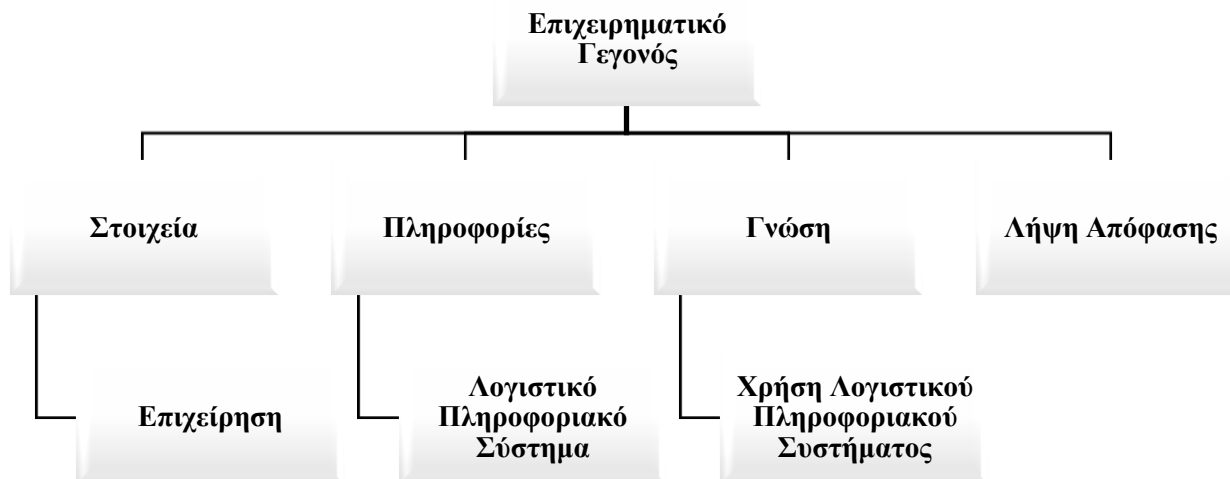 Επιχειρηματικό
Γεγονός
Στοιχεία
Πληροφορίες
Γνώση
Λήψη Απόφασης
Επιχείρηση
Λογιστικό
Πληροφοριακό
Σύστημα
Χρήση Λογιστικού
Πληροφοριακού
Συστήματος